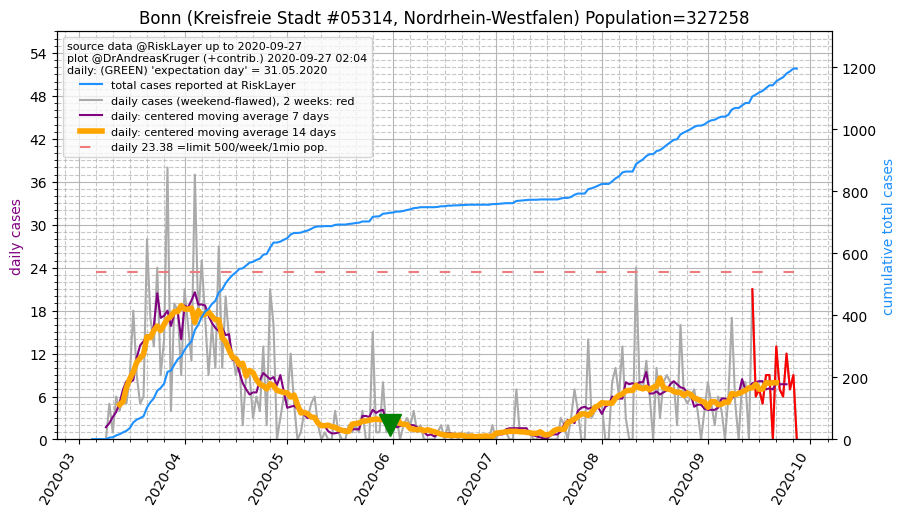 Bonn (Kreisfreie Stadt #05314, Nordrhein-Westfalen) Population=327258
source data @RiskLayer up to 2020-09-27
plot @DrAndreasKruger (+contrib.) 2020-09-27 02:04
daily: (GREEN) 'expectation day' = 31.05.2020
total cases reported at RiskLayer
daily cases (weekend-flawed), 2 weeks: red
daily: centered moving average 7 days
daily: centered moving average 14 days
daily 23.38 =limit 500/week/1mio pop.
daily cases
54
48
42
36
30
24
18
12
6
0
cumulative total cases
1200
1000
800
600
400
200
0
2020-03
2020-04
2020-05
2020-06
2020-07
2020-08
2020-09
2020-10